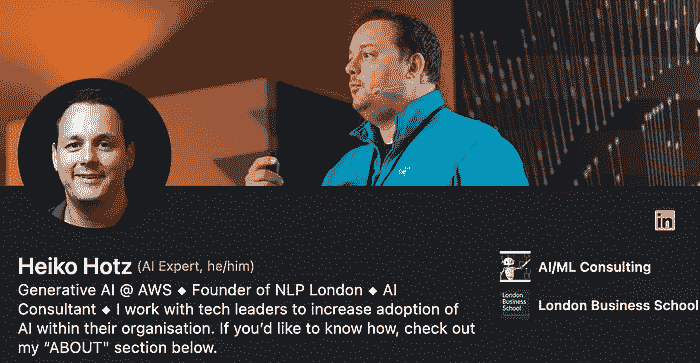 in
Heiko Hotz (AI Expert, he/him)
Generative AI @ AWS ◆ Founder of NLP London ◆ AI
Consultant ◆ I work with tech leaders to increase adoption of
AI within their organisation. If you'd like to know how, check out
my “ABOUT" section below.
AI/ML Consulting
London
Business
School
London Business School